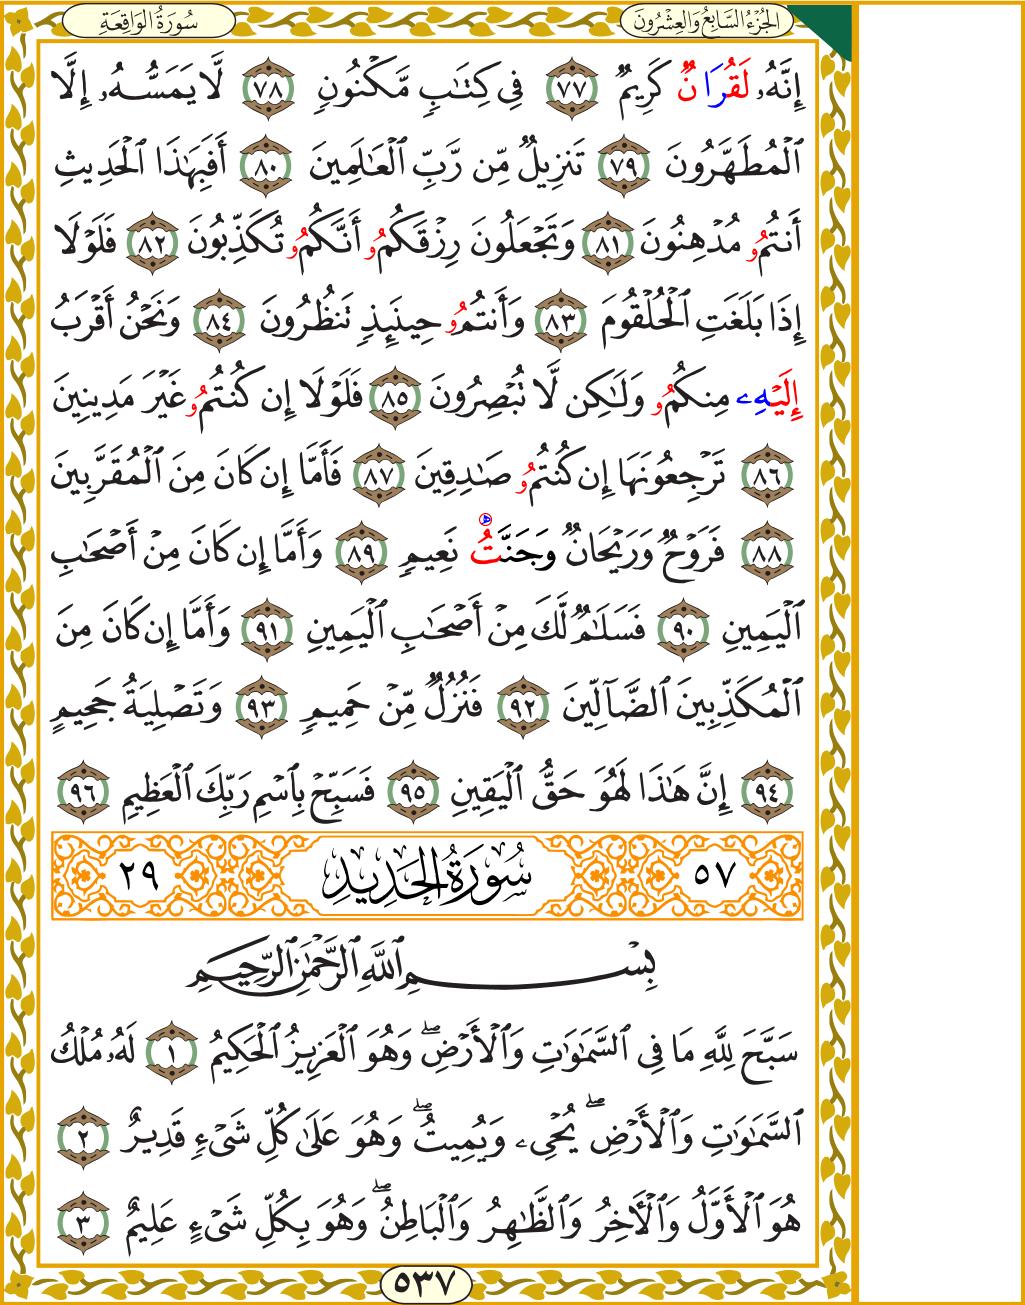 سُورَةُ الْوَاقِعَةِ الجُزْءُ السَّابِعُ وَالْعِشْرُونَ
إِنَّهُۥ لَقُرَانٌ كَرِيمٌ ٧٧ فِي كِتَٰبٍ مَّكْنُونٍ ٧٨ لَّا يَمَسُّهُۥ إِلَّا
ٱلْمُطَهَّرُونَ ٧٩ تَنزِيلٌ مِّن رَّبِّ ٱلْعَٰلَمِينَ ٨٠ أَفَبِهَٰذَا ٱلْحَدِيثِ
أَنتُمُۥ مُدْهِنُونَ ٨١ وَتَجْعَلُونَ رِزْقَكُمُۥ أَنَّكُمُۥ تُكَذِّبُونَ ٨٢ فَلَوْلَا
إِذَا بَلَغَتِ ٱلْحُلْقُومَ ٨٣ وَأَنتُمُۥ حِينَئِذٍ تَنظُرُونَ ٨٤ وَنَحْنُ أَقْرَبُ
إِلَيْهِۦ مِنكُمُۥ وَلَٰكِن لَّا تُبْصِرُونَ ٨٥ فَلَوْلَا إِن كُنتُمُۥ غَيْرَ مَدِينِينَ
٨٦ تَرْجِعُونَهَا إِن كُنتُمُۥ صَٰدِقِينَ ٨٧ فَأَمَّا إِن كَانَ مِنَ ٱلْمُقَرَّبِينَ
٨٨ فَرَوْحٌ وَرَيْحَانٌ وَجَنَّتُ نَعِيمٍ ٨٩ وَأَمَّا إِن كَانَ مِنْ أَصْحَٰبِ
ٱلْيَمِينِ ٩٠ فَسَلَٰمٌ لَّكَ مِنْ أَصْحَٰبِ ٱلْيَمِينِ ٩١ وَأَمَّا إِن كَانَ مِنَ
ٱلْمُكَذِّبِينَ ٱلضَّآلِّينَ ٩٢ فَنُزُلٌ مِّنْ حَمِيمٍ ٩٣ وَتَصْلِيَةُ جَحِيمٍ
٩٤ إِنَّ هَٰذَا لَهُوَ حَقُّ ٱلْيَقِينِ ٩٥ فَسَبِّحْ بِٱسْمِ رَبِّكَ ٱلْعَظِيمِ ٩٦
٥٧ سُورَةُ الحَدِيدِ ٢٩
بِسْمِ ٱللَّهِ ٱلرَّحْمَٰنِ ٱلرَّحِيمِ
سَبَّحَ لِلَّهِ مَا فِي ٱلسَّمَٰوَٰتِ وَٱلْأَرْضِۖ وَهُوَ ٱلْعَزِيزُ ٱلْحَكِيمُ ١ لَهُۥ مُلْكُ
ٱلسَّمَٰوَٰتِ وَٱلْأَرْضِۖ يُحْيِۦ وَيُمِيتُۖ وَهُوَ عَلَىٰ كُلِّ شَيْءٍ قَدِيرٌ ٢
هُوَ ٱلْأَوَّلُ وَٱلْأٓخِرُ وَٱلظَّٰهِرُ وَٱلْبَاطِنُۖ وَهُوَ بِكُلِّ شَيْءٍ عَلِيمٌ ٣
٥٣٧